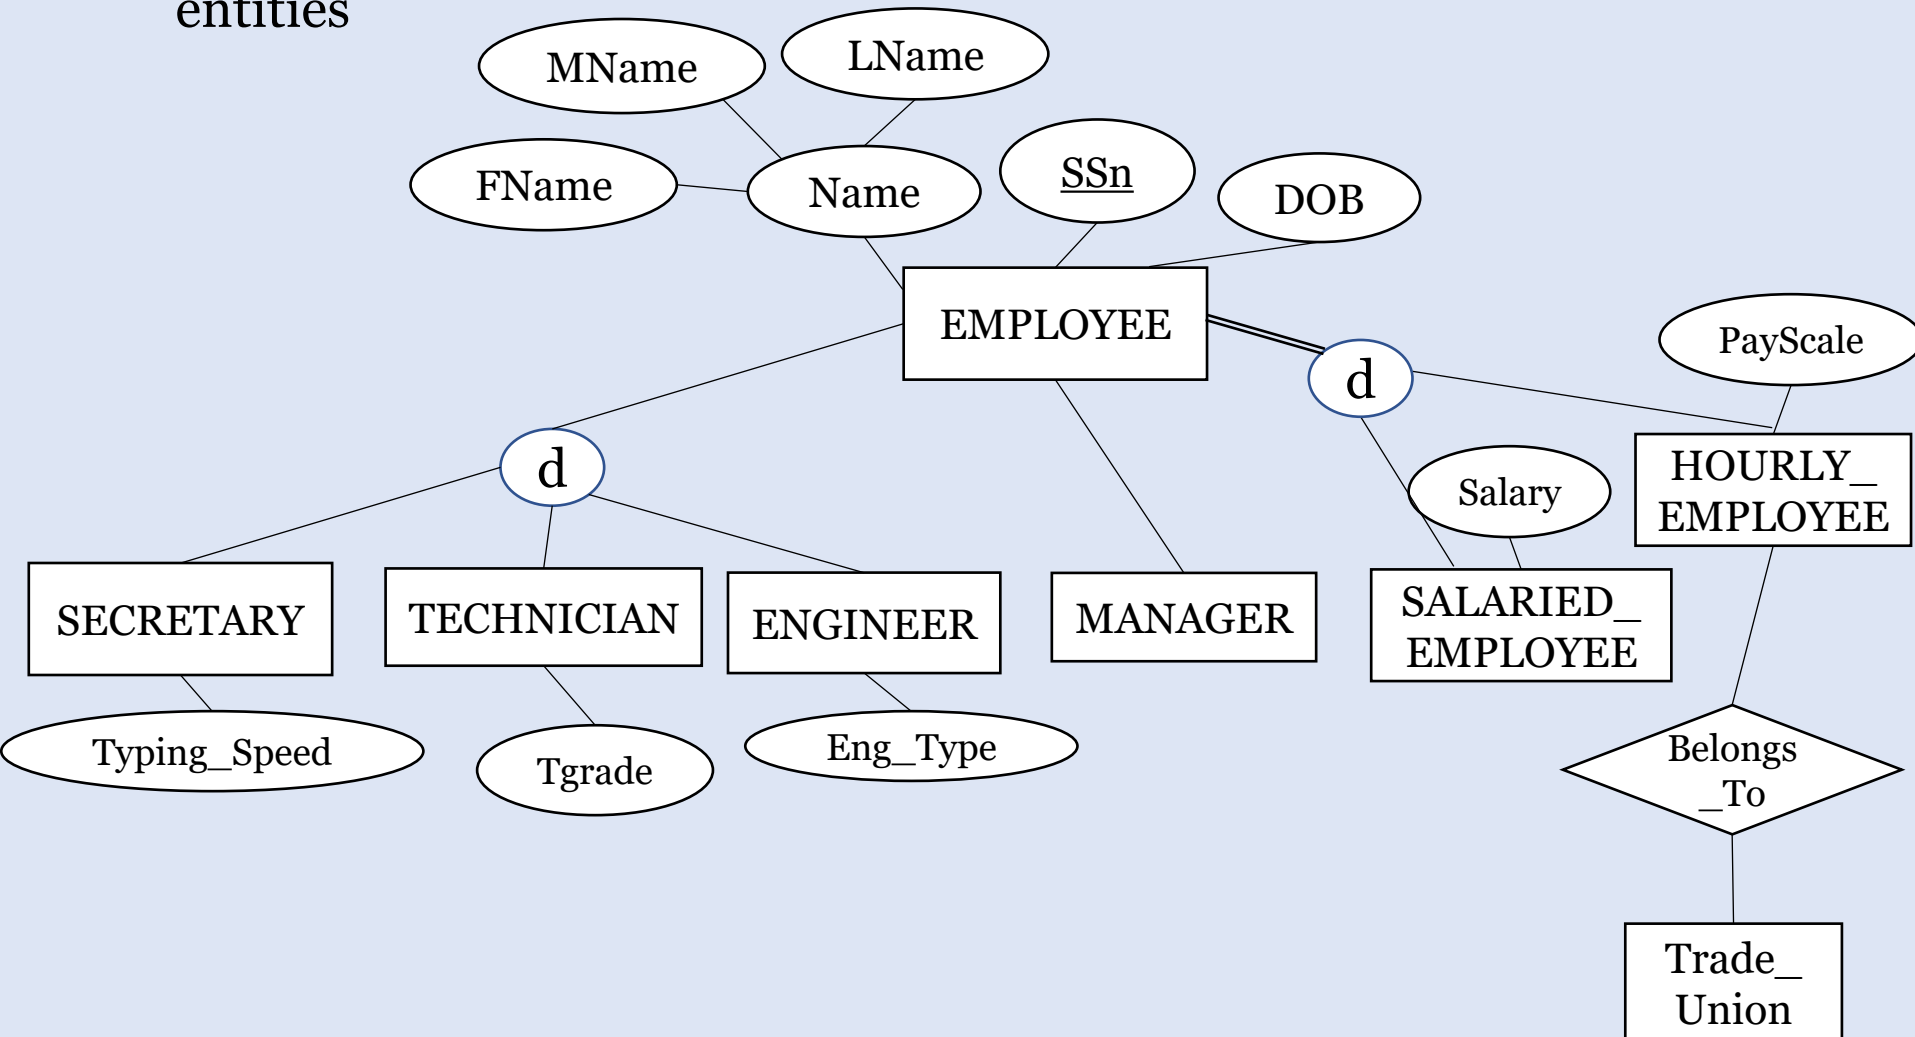 entities
MName
LName
FName
Name
SSn
DOB
EMPLOYEE
PayScale
d
d
Salary
HOURLY_
EMPLOYEE
SECRETARY
TECHNICIAN
ENGINEER
MANAGER
SALARIED_
EMPLOYEE
Typing_Speed
Tgrade
Eng_Type
Belongs
_To
Trade_
Union